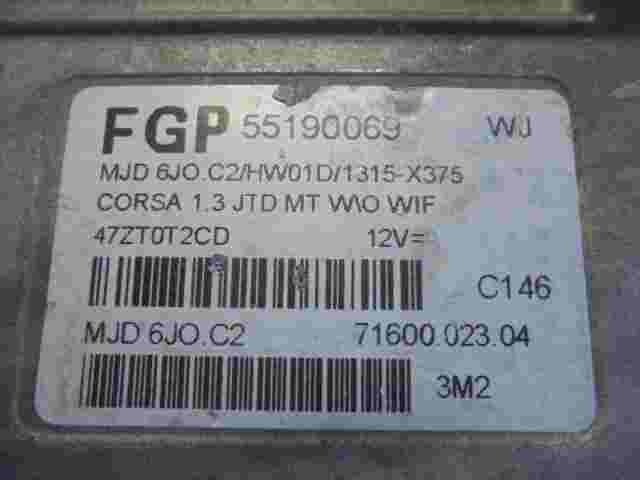 FGP 55190069 WJ
MJD 6JO.C2/HW01D/1315-X375
CORSA 1.3 JTD MT W\O WIF
47ZT0T2CD 12V=
C146
MJD 6JO.C2 71600.023.04
3M2